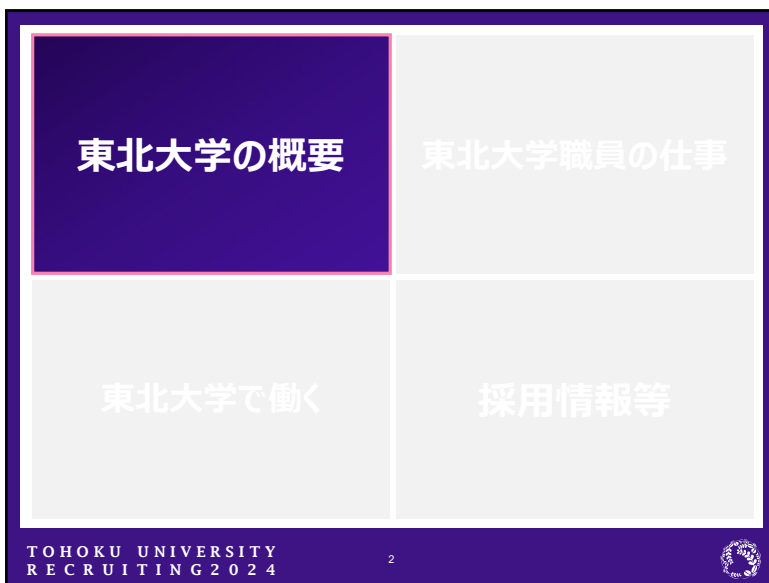 東北大学の概要
東北大学職員の仕事
東北大学で働く
採用情報等
TOHOKU UNIVERSITY
RECRUITING2024
2